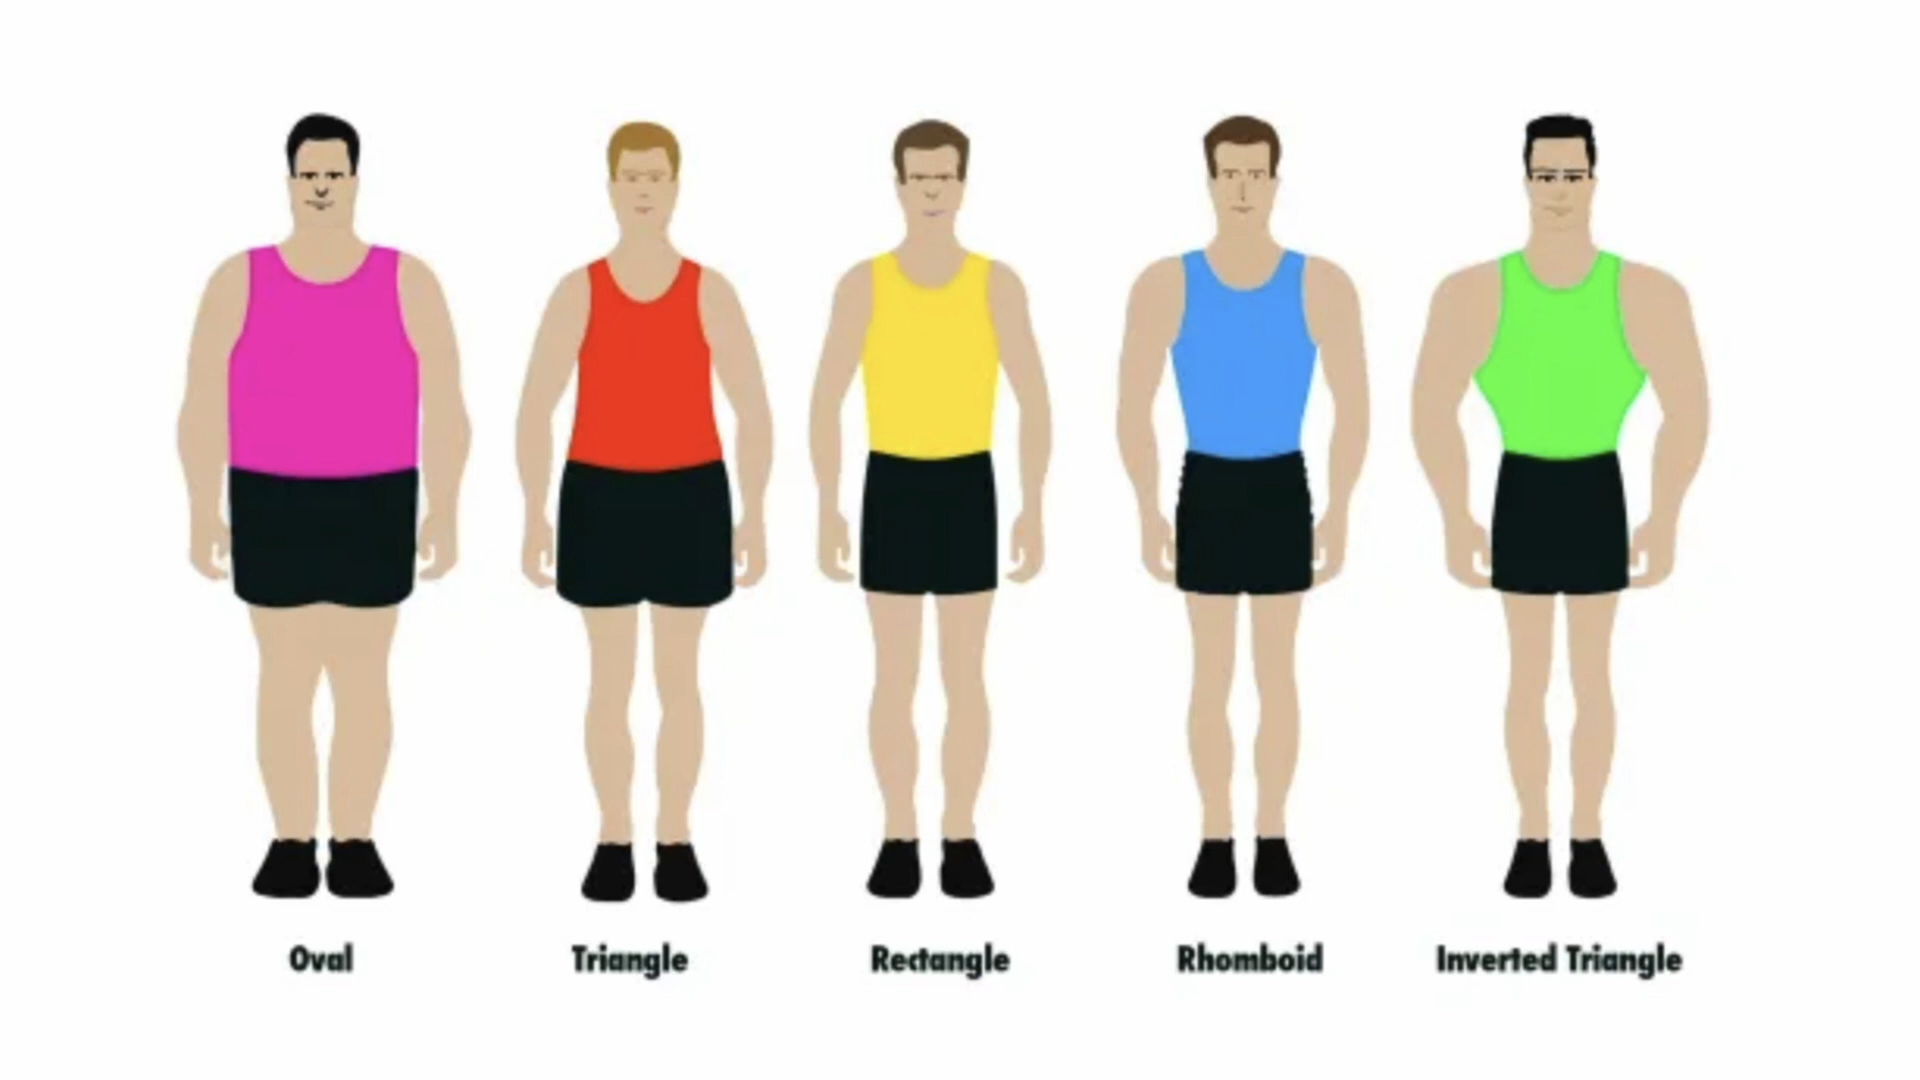 Oval
Triangle
Rectangle
Rhomboid
Inverted Triangle